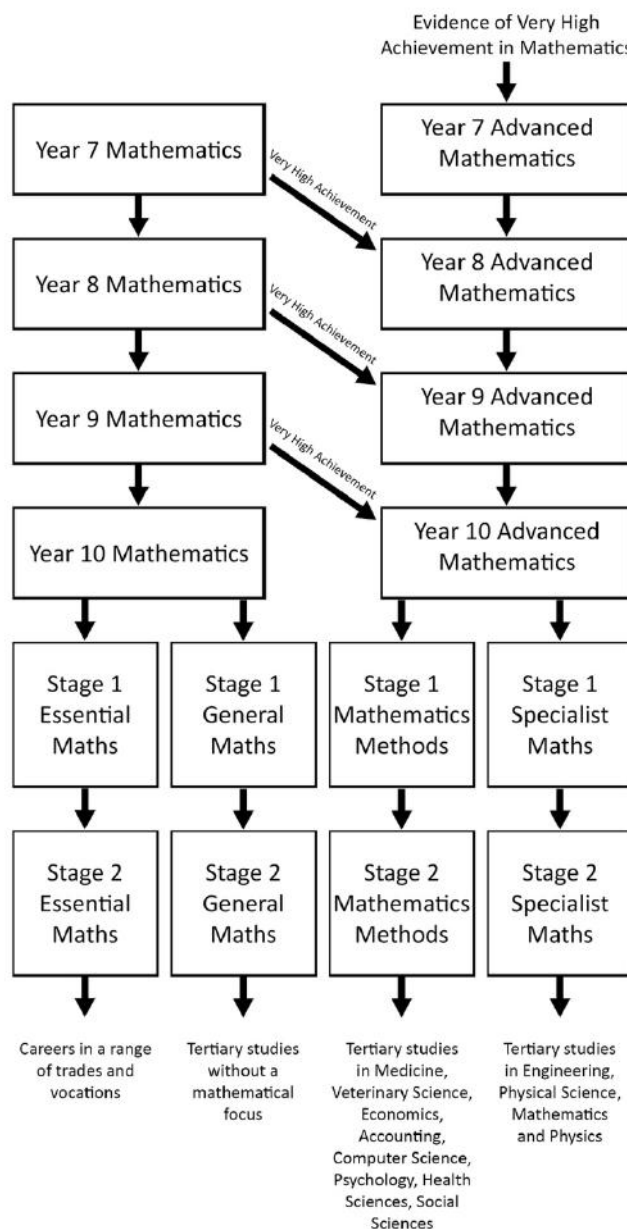 Evidence of Very High
Achievement in Mathematics
Year 7 Mathematics
Very High Achievement
Year 7 Advanced
Mathematics
Year 8 Mathematics
Very High Achievement
Year 8 Advanced
Mathematics
Year 9 Mathematics
Very High Achievement
Year 9 Advanced
Mathematics
Year 10 Mathematics
Year 10 Advanced
Mathematics
Stage 1
Essential
Maths
Stage 1
General
Maths
Stage 1
Mathematics
Methods
Stage 1
Specialist
Maths
Stage 2
Essential
Maths
Stage 2
General
Maths
Stage 2
Mathematics
Methods
Stage 2
Specialist
Maths
Careers in a range
of trades and
vocations
Tertiary studies
without a
mathematical
focus
Tertiary studies
in Medicine,
Veterinary Science,
Economics,
Accounting,
Computer Science,
Psychology, Health
Sciences, Social
Sciences
Tertiary studies
in Engineering,
Physical Science,
Mathematics
and Physics